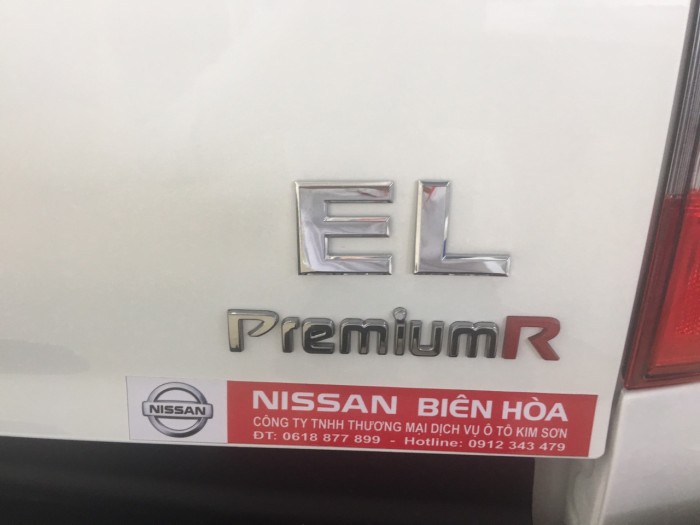 EL
PremiumR
NISSAN
NISSAN BIÊN HÒA
CÔNG TY TNHH THƯƠNG MẠI DỊCH VỤ Ô TÔ KIM SƠN
ĐT: 0618 877 899 - Hotline: 0912 343 479